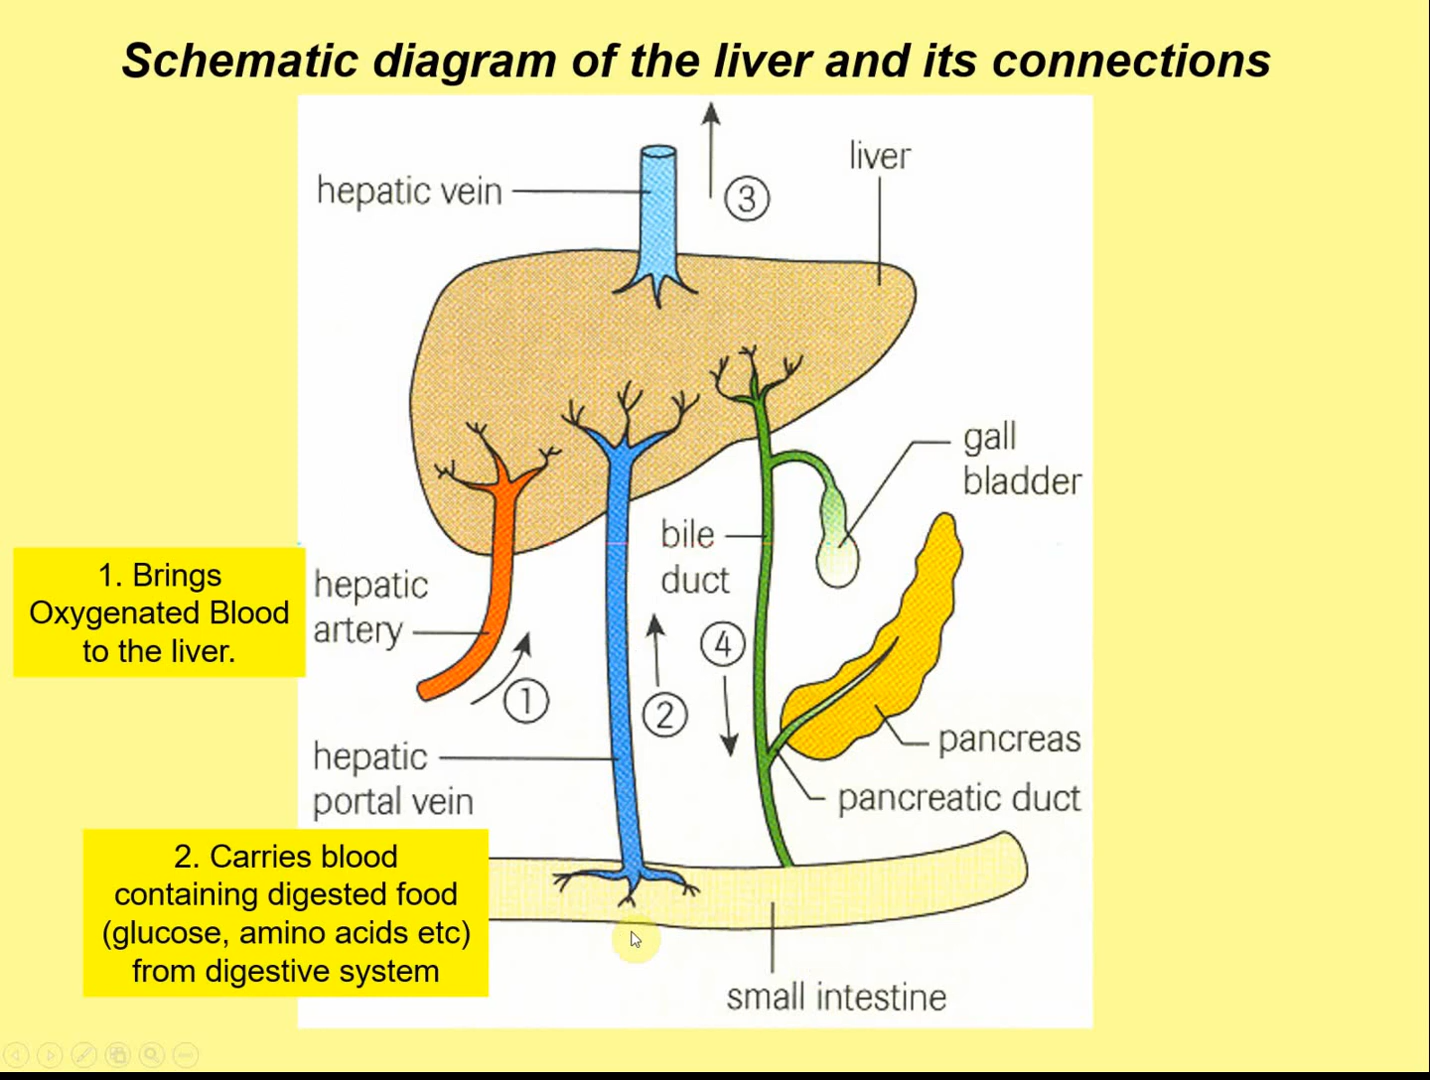 Schematic diagram of the liver and its connections
hepatic vein
3
liver
gall
bladder
bile
duct
1. Brings
Oxygenated Blood
to the liver.
hepatic
artery
1
2
4
hepatic
portal vein
pancreas
pancreatic duct
2. Carries blood
containing digested food
(glucose, amino acids etc)
from digestive system
small intestine